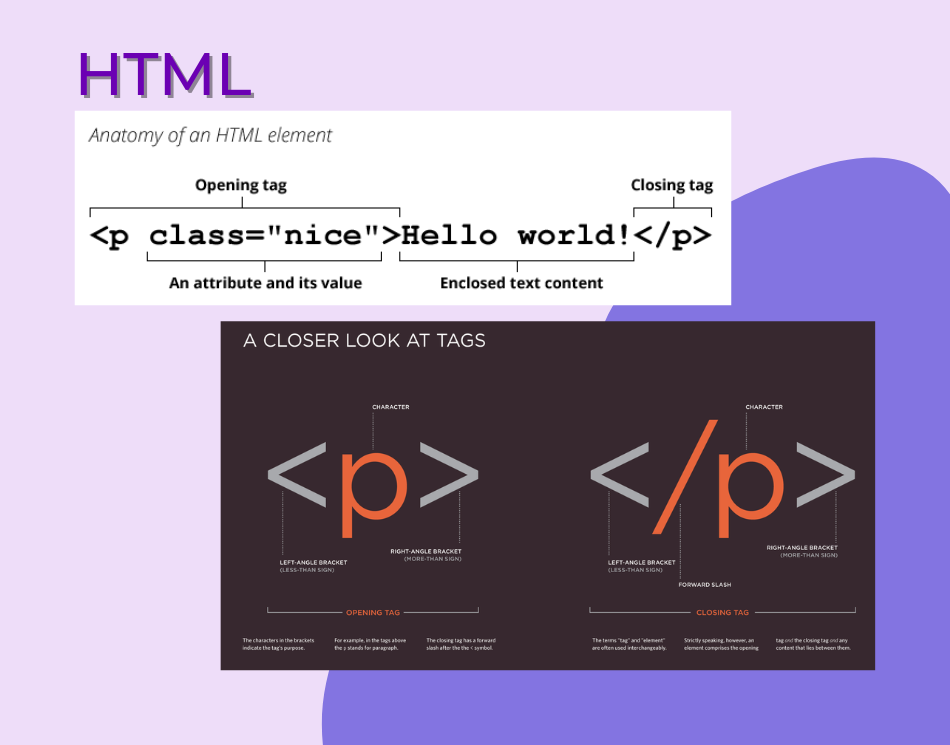 HTML
Anatomy of an HTML element
Opening tag
Closing tag
<p class="nice">Hello world!</p>
An attribute and its value
Enclosed text content
A CLOSER LOOK AT TAGS
CHARACTER
<p>
LEFT-ANGLE BRACKET
(LESS-THAN SIGN)
RIGHT-ANGLE BRACKET
(MORE-THAN SIGN)
OPENING TAG
The characters in the brackets
indicate the tag's purpose.
For example, in the tags above
the p stands for paragraph.
The closing tag has a forward
slash after the the < symbol.
CHARACTER
</p>
LEFT-ANGLE BRACKET
(LESS-THAN SIGN)
RIGHT-ANGLE BRACKET
(MORE-THAN SIGN)
FORWARD SLASH
CLOSING TAG
The terms "tag" and "element"
are often used interchangeably.
Strictly speaking, however, an
element comprises the opening
tag and the closing tag and any
content that lies between them.